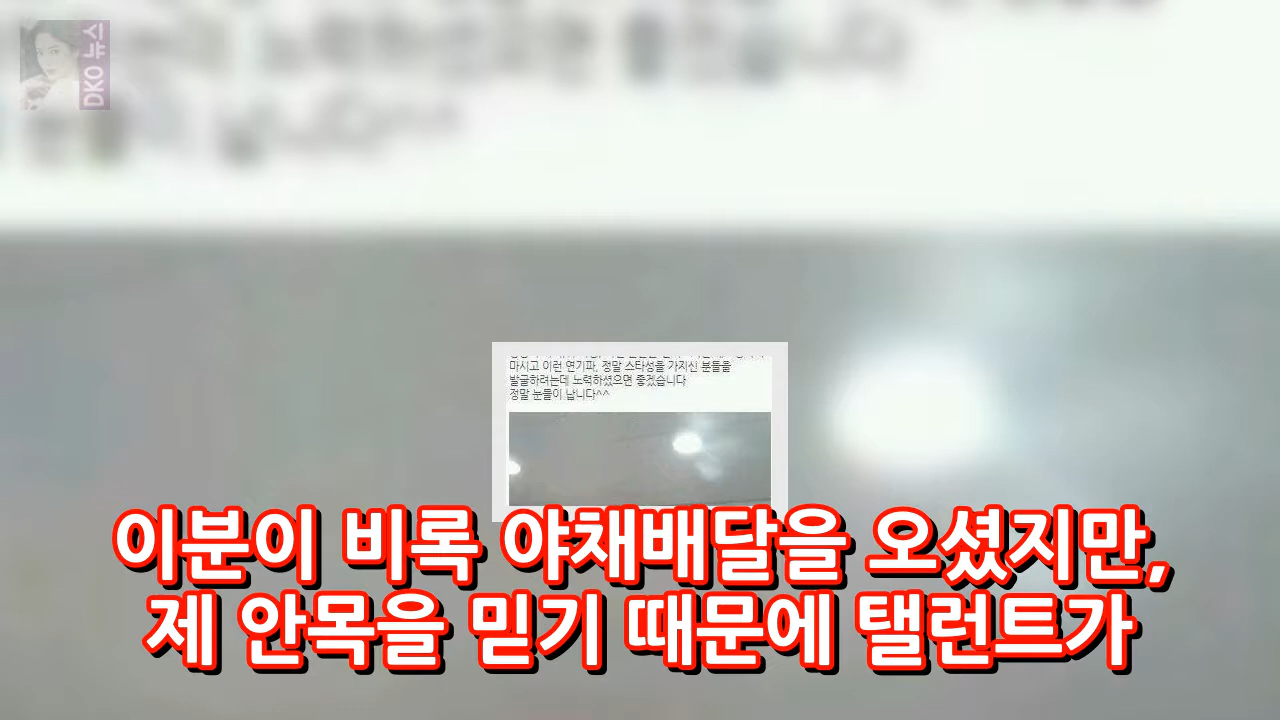 DKO 뉴스
마시고 이런 연기파, 정말 스타성을 가지신 분들을
발굴하려는데 노력하셨으면 좋겠습니다
정말 눈물이 납니다^^
이분이 비록 야채배달을 오셨지만,
제 안목을 믿기 때문에 탤런트가